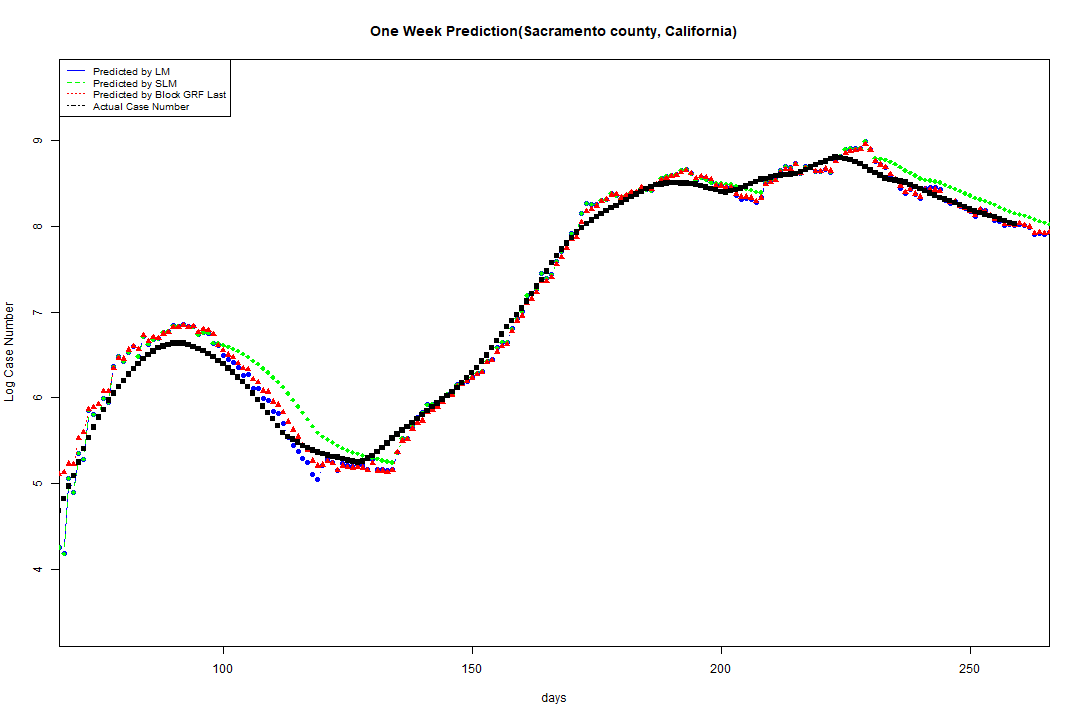 One Week Prediction(Sacramento county, California)
Predicted by LM
Predicted by SLM
Predicted by Block GRF Last
Actual Case Number
9
8
7
6
5
4
Log Case Number
100 150 200 250
days